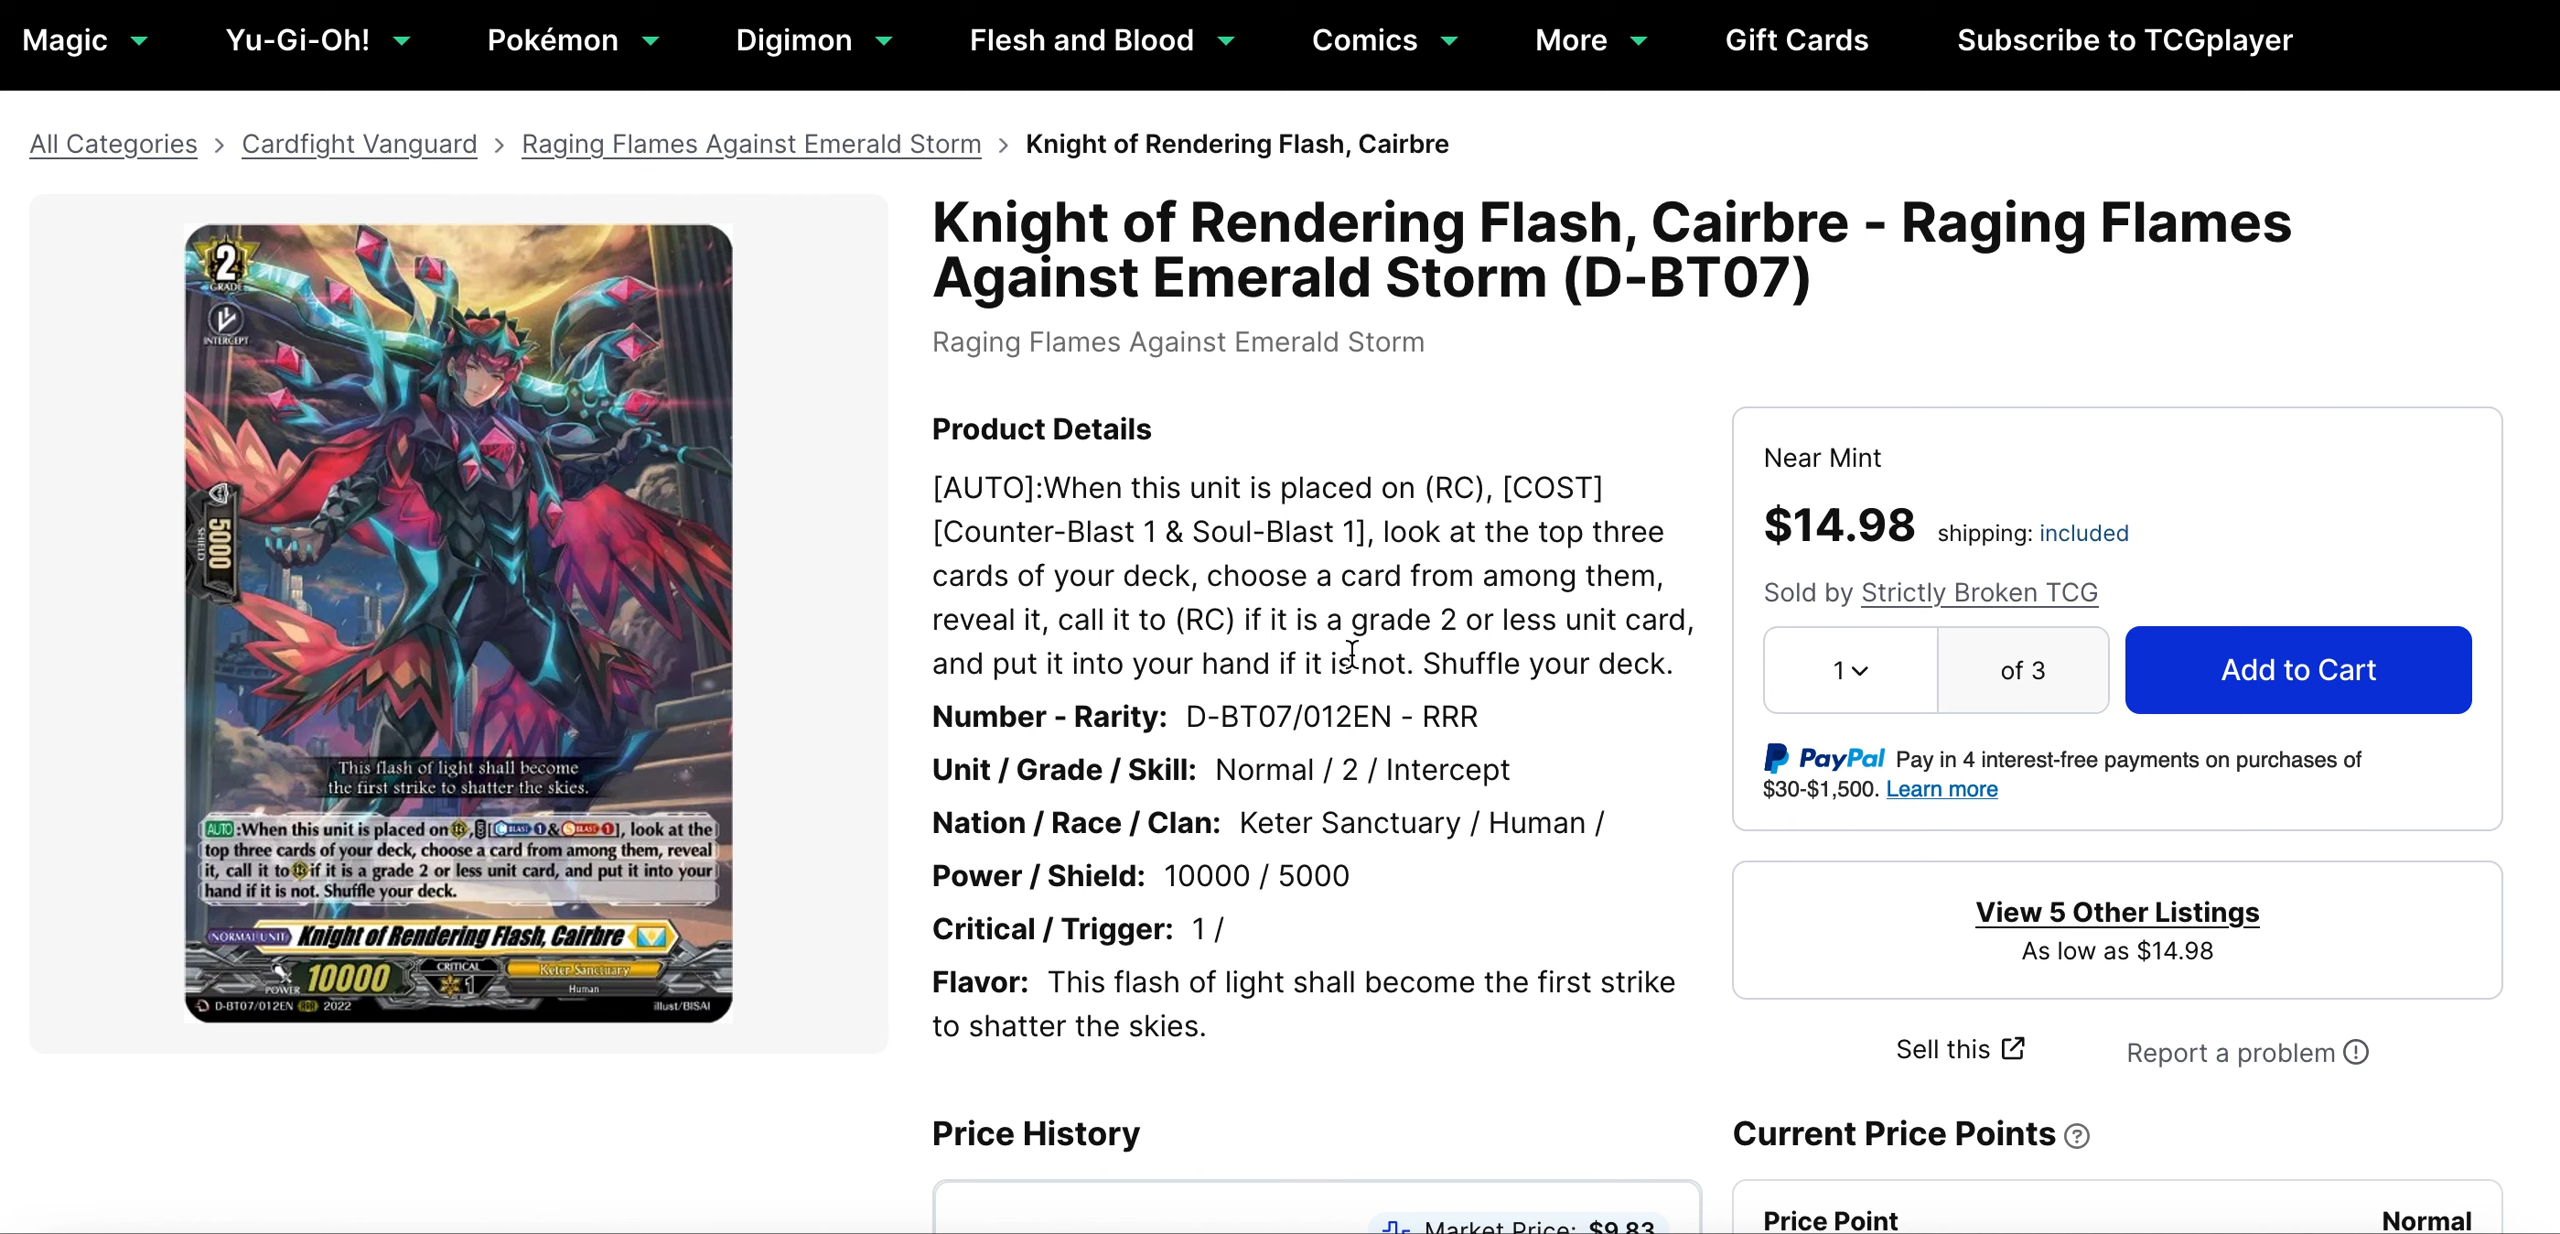 Magic Yu-Gi-Oh! Pokémon Digimon Flesh and Blood Comics More Gift Cards Subscribe to TCGplayer
All Categories > Cardfight Vanguard > Raging Flames Against Emerald Storm > Knight of Rendering Flash, Cairbre
2
GRADE
INTERCEPT
5000
SHIELD
This flash of light shall become
the first strike to shatter the skies.
AUTO:When this unit is placed on , [BLAST 1 & BLAST 1], look at the
top three cards of your deck, choose a card from among them, reveal
it, call it to if it is a grade 2 or less unit card, and put it into your
hand if it is not. Shuffle your deck.
NORMAL UNIT Knight of Rendering Flash, Cairbre
POWER 10000 CRITICAL 1 Keter Sanctuary
Human
D-BT07/012EN RRR 2022 illust/BISAI
Knight of Rendering Flash, Cairbre - Raging Flames
Against Emerald Storm (D-BT07)
Raging Flames Against Emerald Storm
Product Details
[AUTO]:When this unit is placed on (RC), [COST]
[Counter-Blast 1 & Soul-Blast 1], look at the top three
cards of your deck, choose a card from among them,
reveal it, call it to (RC) if it is a grade 2 or less unit card,
and put it into your hand if it is not. Shuffle your deck.
Number - Rarity: D-BT07/012EN - RRR
Unit / Grade / Skill: Normal / 2 / Intercept
Nation / Race / Clan: Keter Sanctuary / Human /
Power / Shield: 10000 / 5000
Critical / Trigger: 1 /
Flavor: This flash of light shall become the first strike
to shatter the skies.
Near Mint
$14.98 shipping: included
Sold by Strictly Broken TCG
1 of 3 Add to Cart
PayPal Pay in 4 interest-free payments on purchases of
$30-$1,500. Learn more
View 5 Other Listings
As low as $14.98
Sell this Report a problem
Price History
Market Price: $9.83
Current Price Points
Price Point Normal